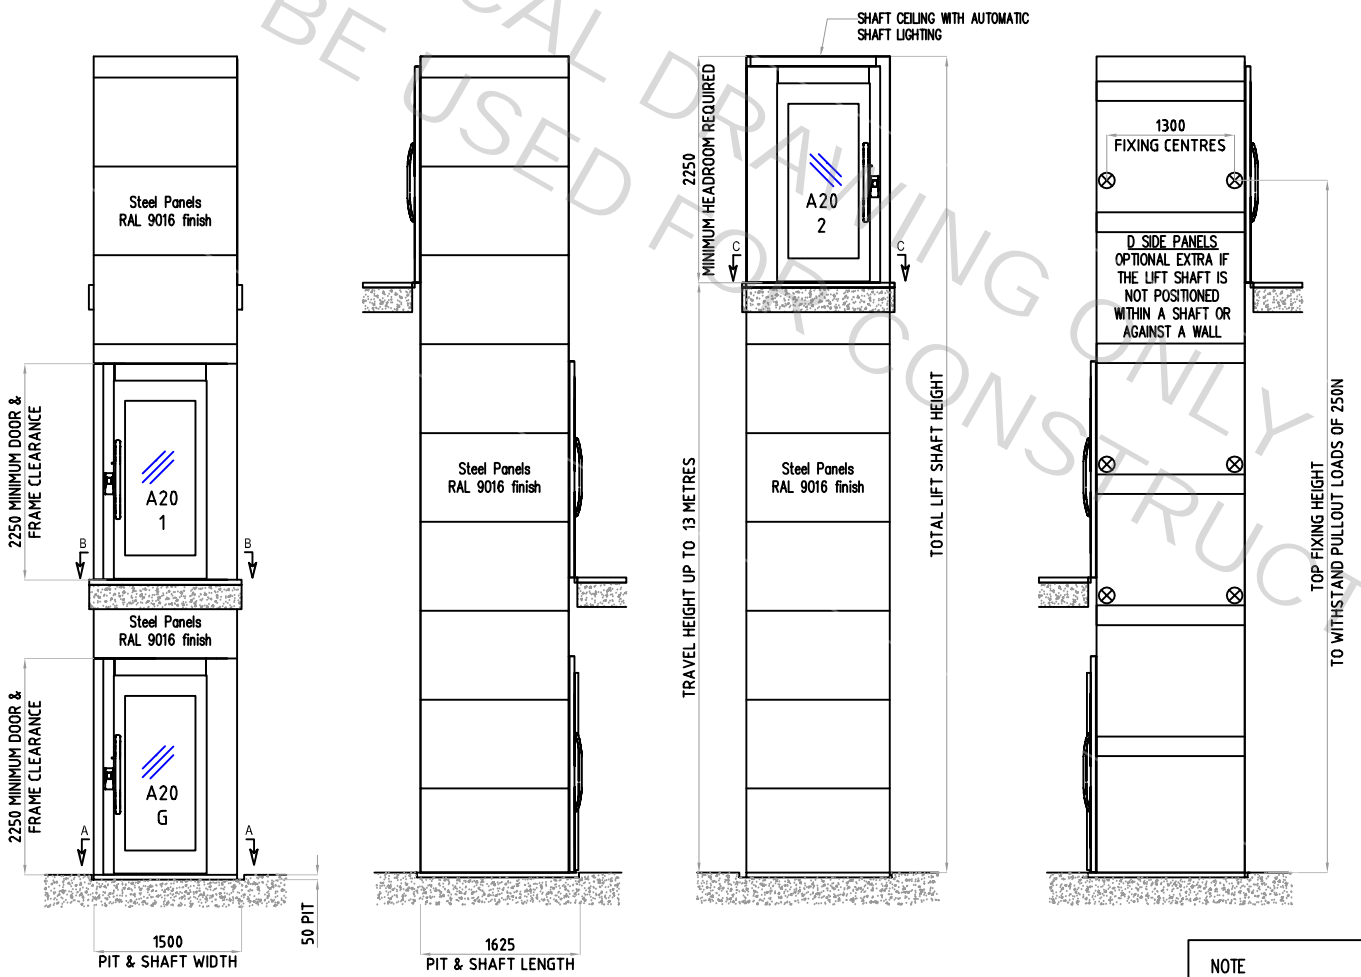 CAL DRAWING ONLY
BE USED FOR CONSTRUCT
SHAFT CEILING WITH AUTOMATIC
SHAFT LIGHTING
Steel Panels
RAL 9016 finish
2250 MINIMUM DOOR &
FRAME CLEARANCE
A20
1
B
B
Steel Panels
RAL 9016 finish
2250 MINIMUM DOOR &
FRAME CLEARANCE
A20
G
A
A
50 PIT
1500
PIT & SHAFT WIDTH
Steel Panels
RAL 9016 finish
1625
PIT & SHAFT LENGTH
2250
MINIMUM HEADROOM REQUIRED
A20
2
C
C
Steel Panels
RAL 9016 finish
TRAVEL HEIGHT UP TO 13 METRES
TOTAL LIFT SHAFT HEIGHT
1300
FIXING CENTRES
D SIDE PANELS
OPTIONAL EXTRA IF
THE LIFT SHAFT IS
NOT POSITIONED
WITHIN A SHAFT OR
AGAINST A WALL
TOP FIXING HEIGHT
TO WITHSTAND PULLOUT LOADS OF 250N
NOTE